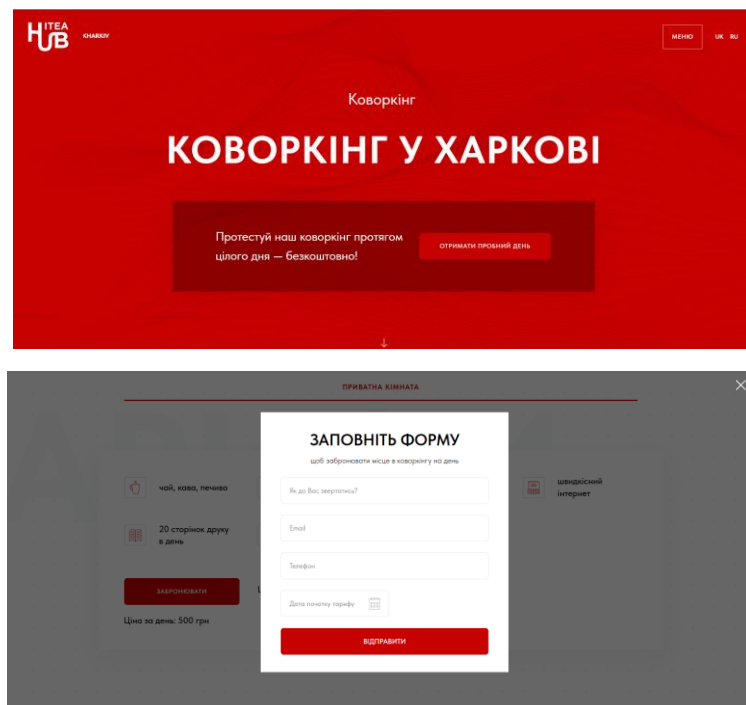 HITEA
HUB
KHARKIV
МЕНЮ
UK RU
Коворкінг
КОВОРКІНГ У ХАРКОВІ
Протестуй наш коворкінг протягом
цілого дня — безкоштовно!
ОТРИМАТИ ПРОБНИЙ ДЕНЬ
ПРИВАТНА КІМНАТА
ЗАПОВНІТЬ ФОРМУ
щоб забронювати місце в коворкінгу на день
чай, кава, печиво
Як до Вас звертатись?
швидкісний
інтернет
20 сторінок друку
в день
Email
Телефон
ЗАБРОНЮВАТИ
Дата початку тарифу
Ціна за день: 500 грн
ВІДПРАВИТИ